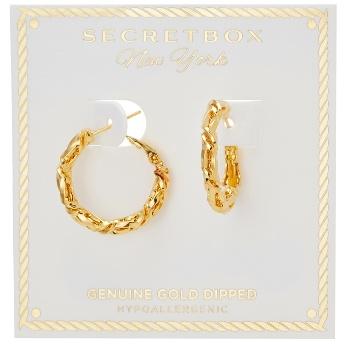 SECRETBOX
New York
GENUINE GOLD DIPPED
HYPOALLERGENIC